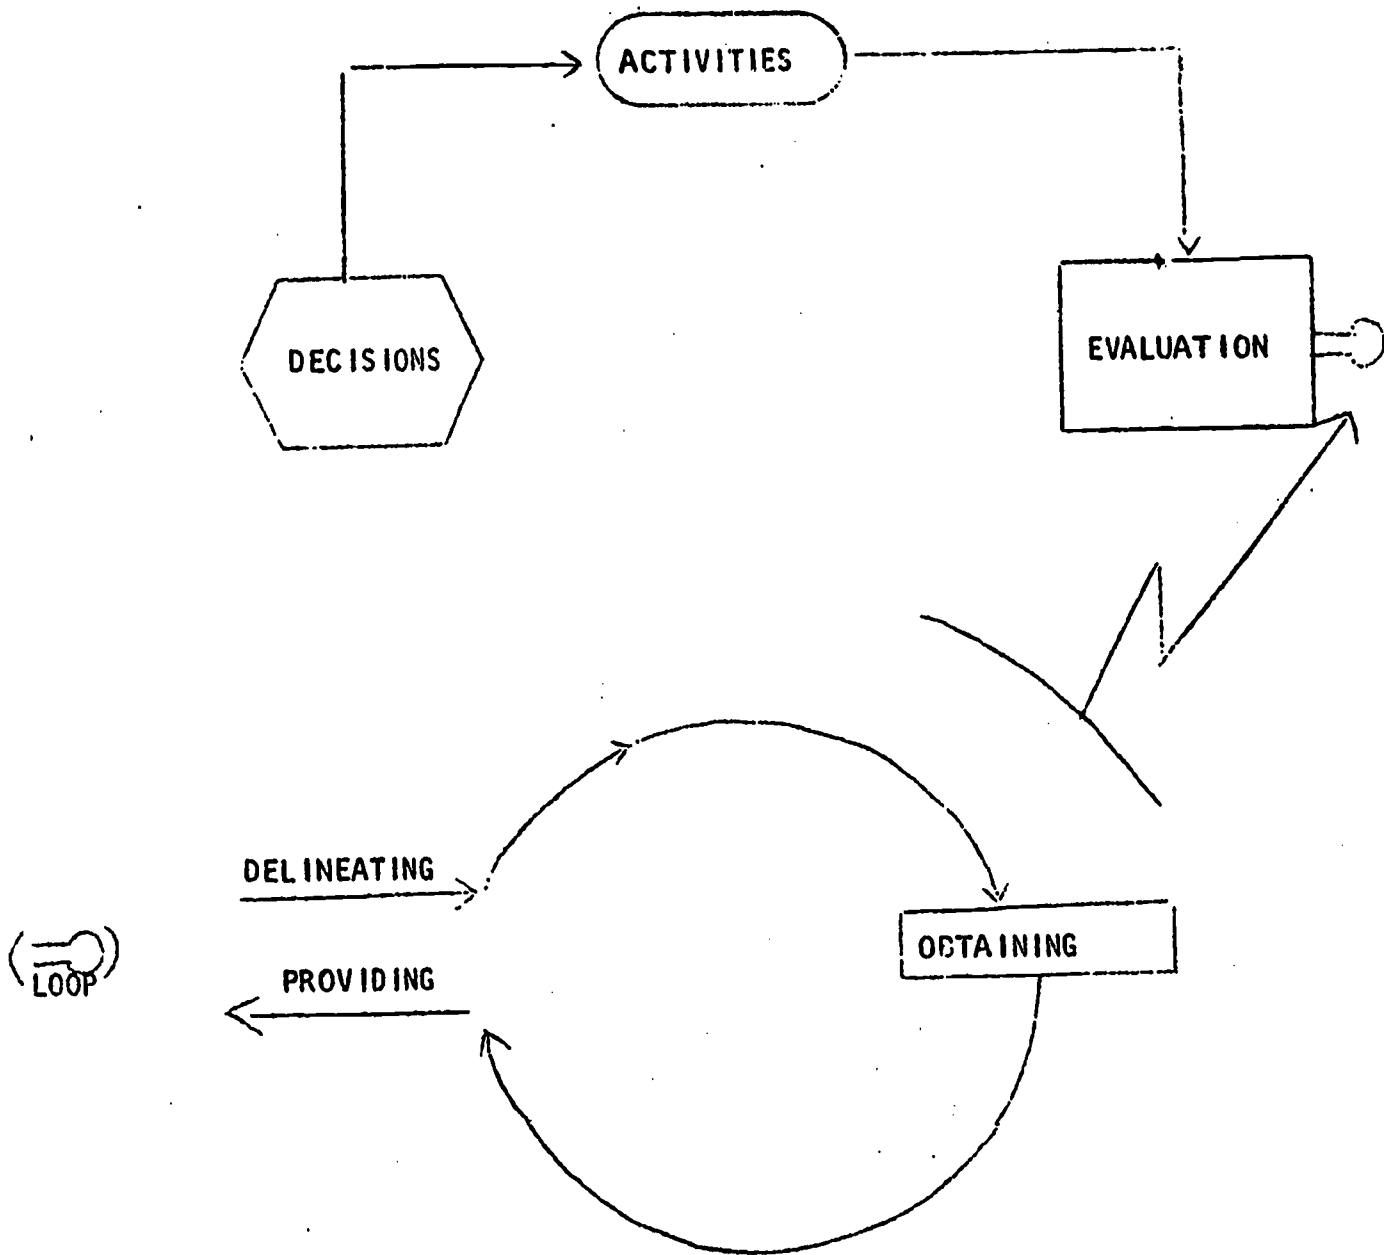 ACTIVITIES
DECISIONS
EVALUATION
DELINEATING
OBTAINING
PROVIDING
LOOP